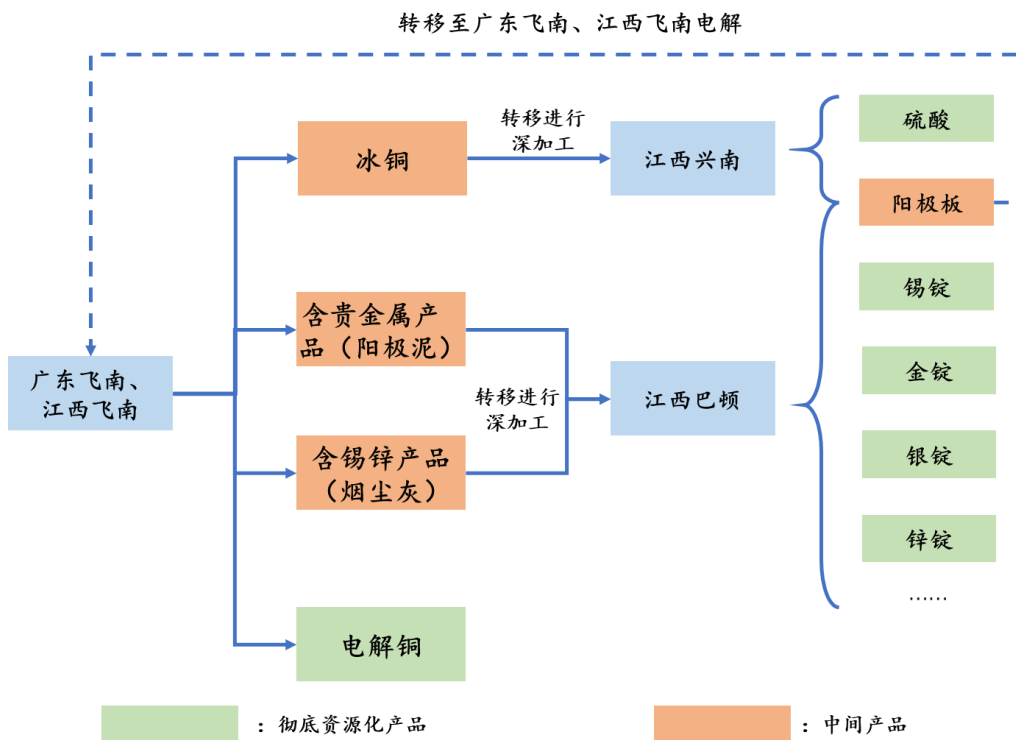 转移至广东飞南、江西飞南电解
硫酸
转移进行
深加工
冰铜
江西兴南
阳极板
锡锭
含贵金属产
品（阳极泥）
广东飞南、
江西飞南
转移进行
深加工
江西巴顿
金锭
含锡锌产品
（烟尘灰）
银锭
锌锭
……
电解铜
：彻底资源化产品
：中间产品